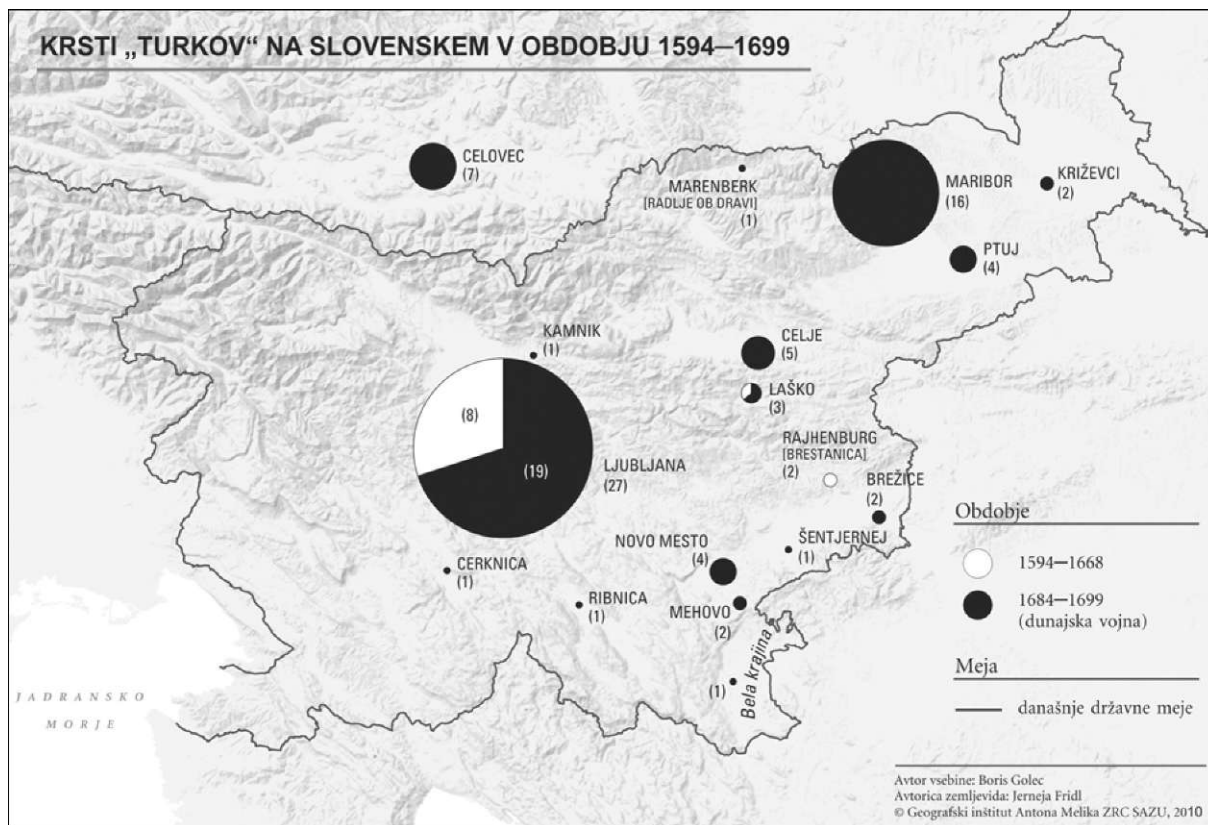 KRSTI „TURKOV“ NA SLOVENSKEM V OBDOBJU 1594–1699
CELOVEC
(7)
MARENBERK
[RADLJE OB DRAVI]
(1)
MARIBOR
(16)
KRIŽEVCI
(2)
PTUJ
(4)
KAMNIK
(1)
CELJE
(5)
LAŠKO
(3)
(8)
(19)
LJUBLJANA
(27)
RAJHENBURG
[BRESTANICA]
(2)
BREŽICE
(2)
NOVO MESTO
(4)
ŠENTJERNEJ
(1)
CERKNICA
(1)
RIBNICA
(1)
MEHOVO
(2)
Bela krajina
(1)
JADRANSKO
MORJE
Obdobje
1594–1668
1684–1699
(dunajska vojna)
Meja
današnje državne meje
Avtor vsebine: Boris Golec
Avtorica zemljevida: Jerneja Fridl
© Geografski inštitut Antona Melika ZRC SAZU, 2010